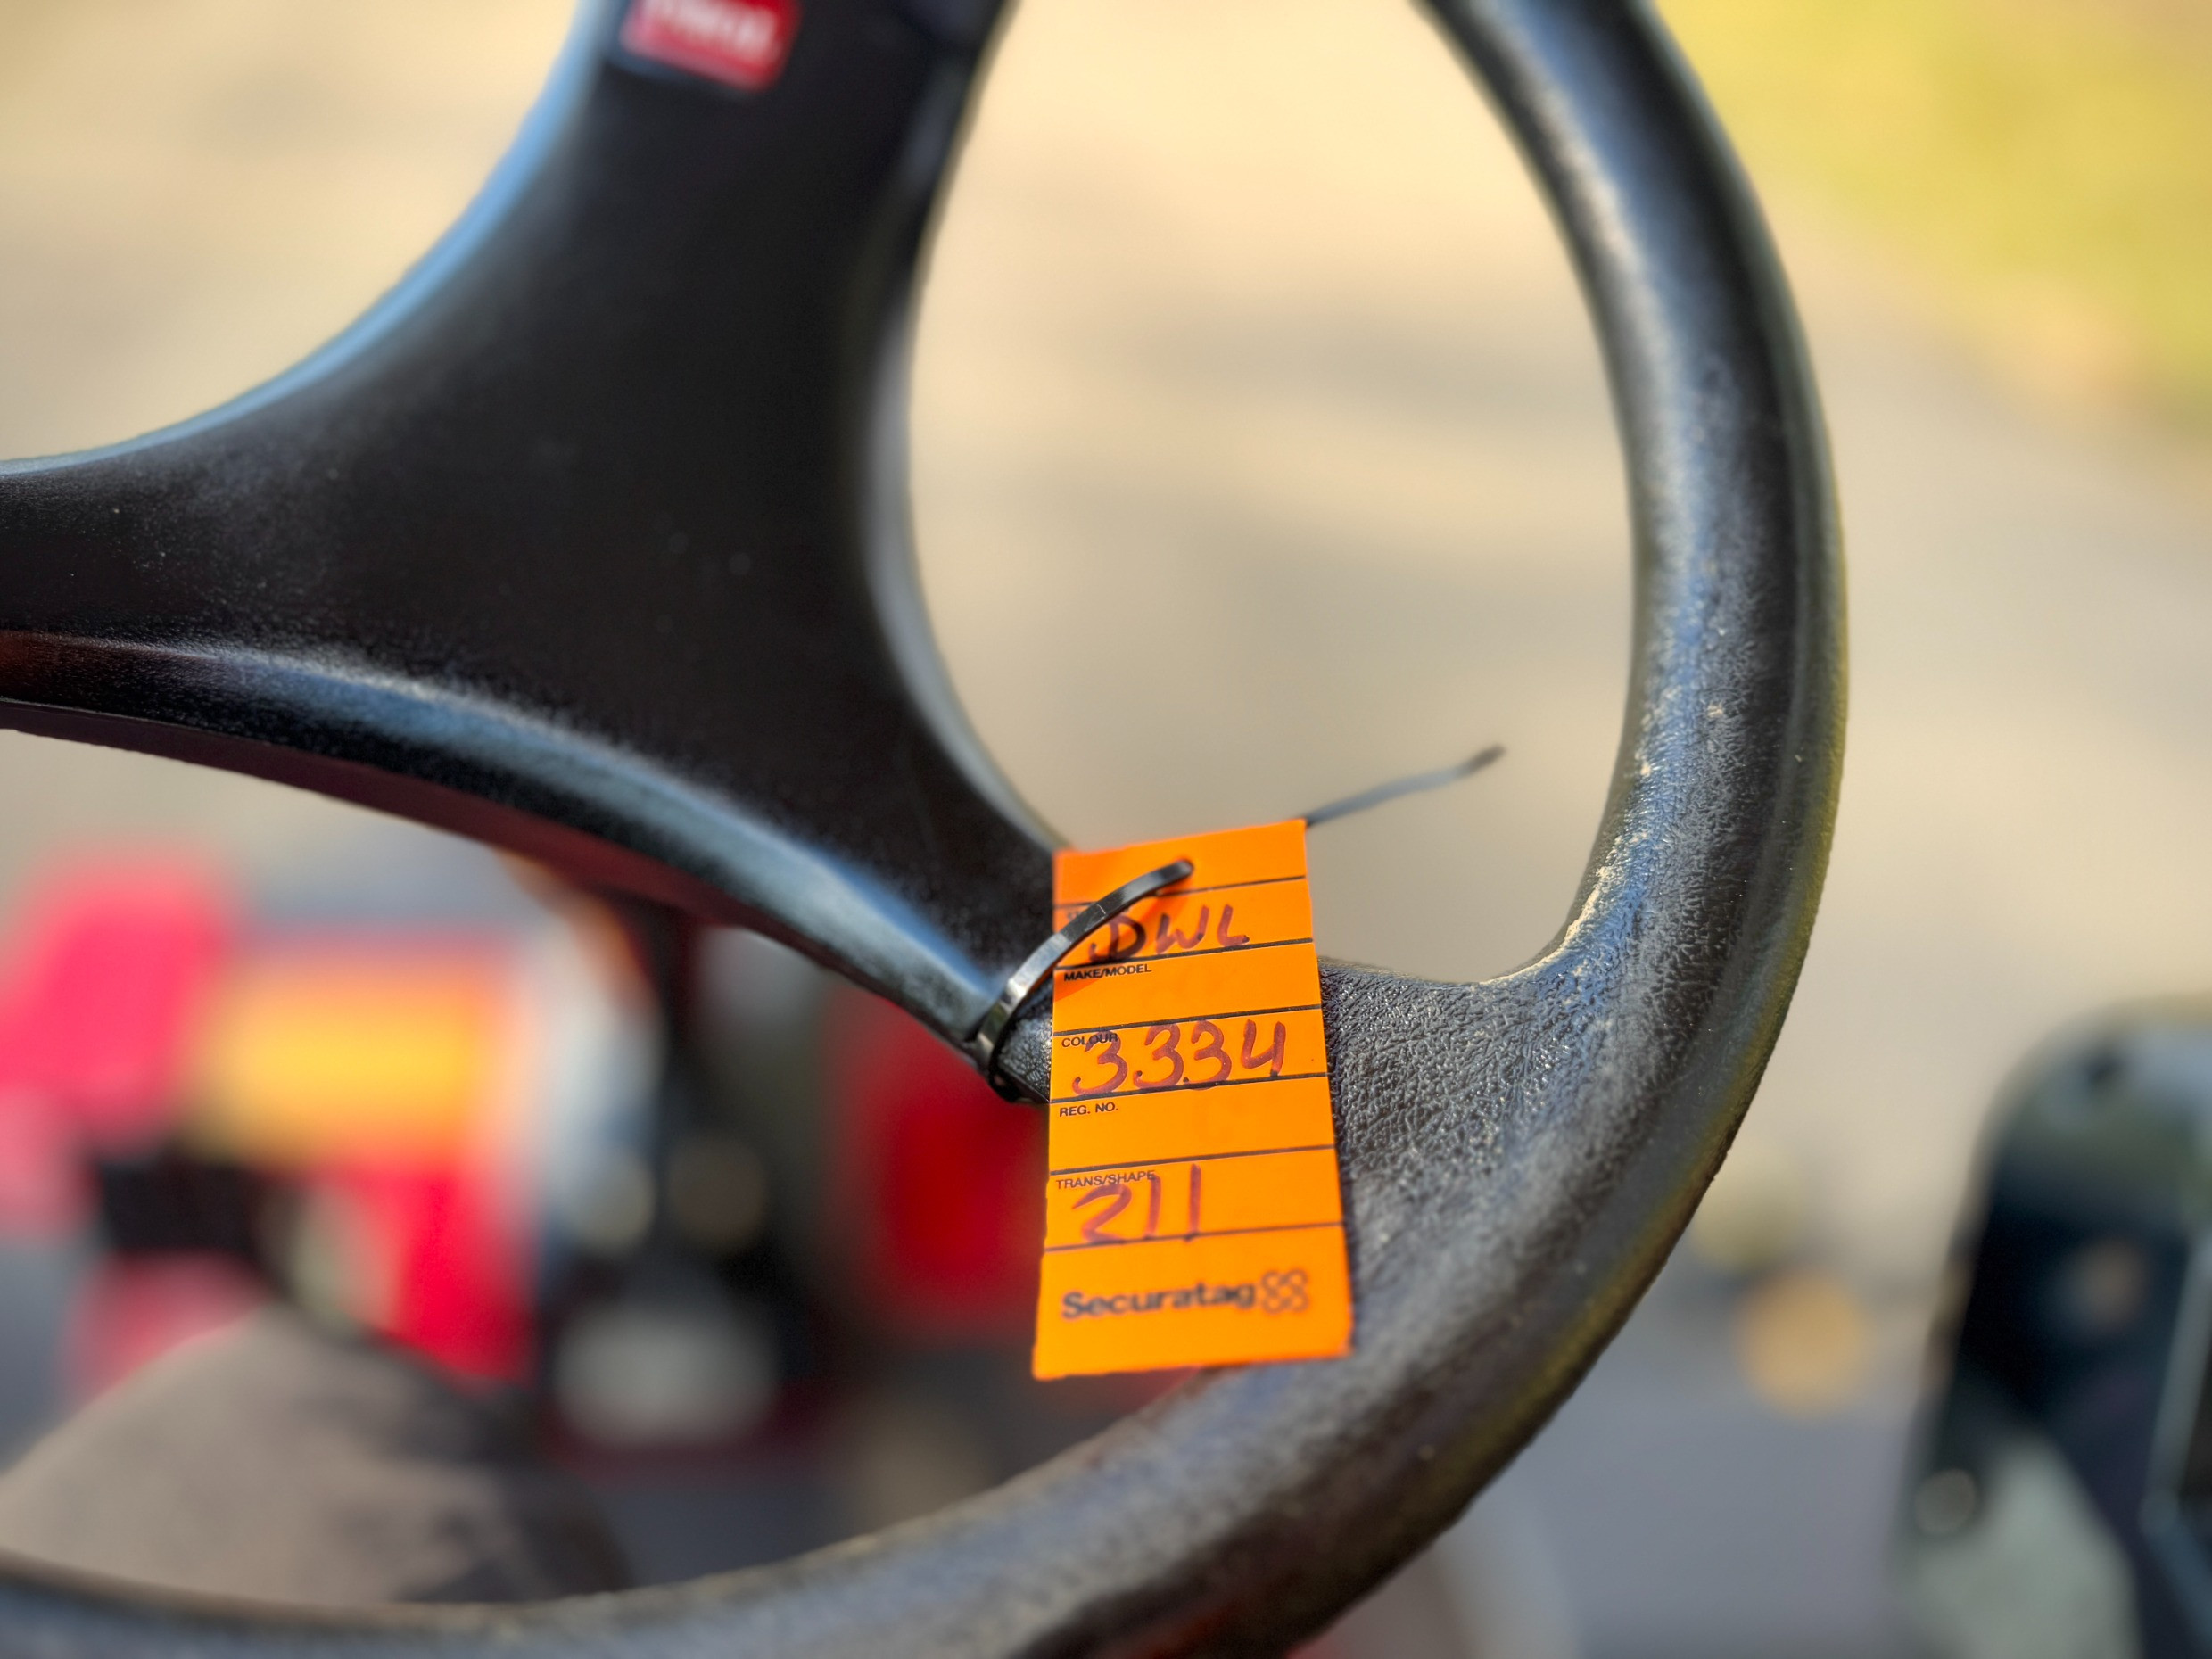 DWL
MAKE/MODEL
COLOUR
3334
REG. NO.
TRANS/SHAPE
211
Securatag